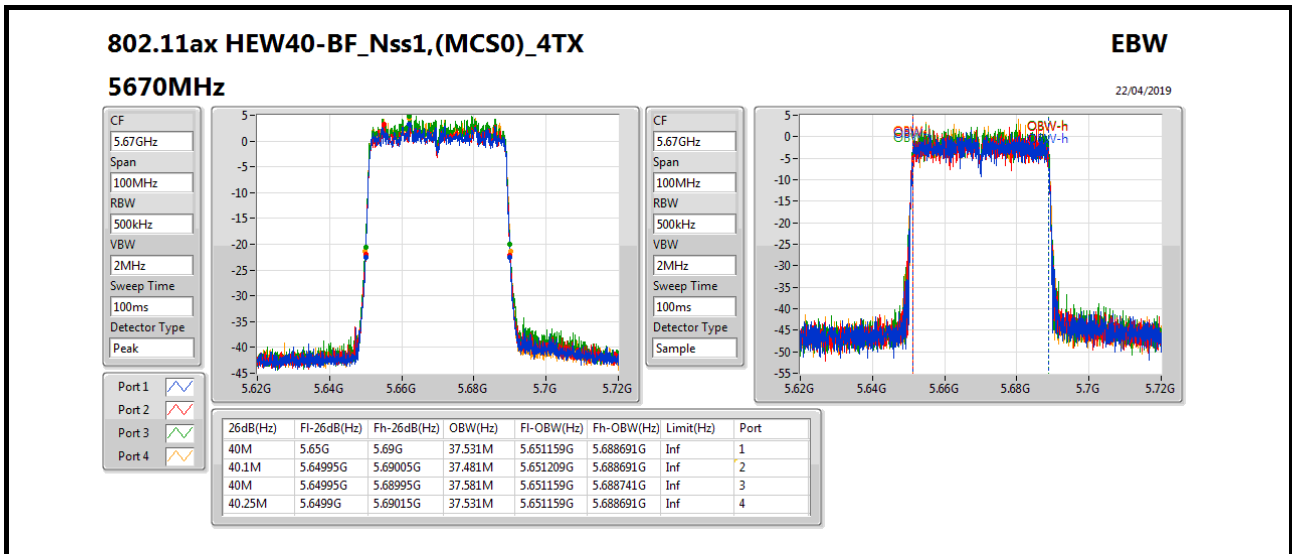 802.11ax HEW40-BF_Nss1,(MCS0)_4TX
EBW
5670MHz
22/04/2019
CF
5.67GHz
Span
100MHz
RBW
500kHz
VBW
2MHz
Sweep Time
100ms
Detector Type
Peak
5
0
-5
-10
-15
-20
-25
-30
-35
-40
-45
5.62G 5.64G 5.66G 5.68G 5.7G 5.72G
CF
5.67GHz
Span
100MHz
RBW
500kHz
VBW
2MHz
Sweep Time
100ms
Detector Type
Sample
5
0
-5
-10
-15
-20
-25
-30
-35
-40
-45
-50
-55
OBW-h
5.62G 5.64G 5.66G 5.68G 5.7G 5.72G
Port 1
Port 2
Port 3
Port 4
26dB(Hz) Fl-26dB(Hz) Fh-26dB(Hz) OBW(Hz) Fl-OBW(Hz) Fh-OBW(Hz) Limit(Hz) Port
40M 5.65G 5.69G 37.531M 5.651159G 5.688691G Inf 1
40.1M 5.64995G 5.69005G 37.481M 5.651209G 5.688691G Inf 2
40M 5.64995G 5.68995G 37.581M 5.651159G 5.688741G Inf 3
40.25M 5.6499G 5.69015G 37.531M 5.651159G 5.688691G Inf 4